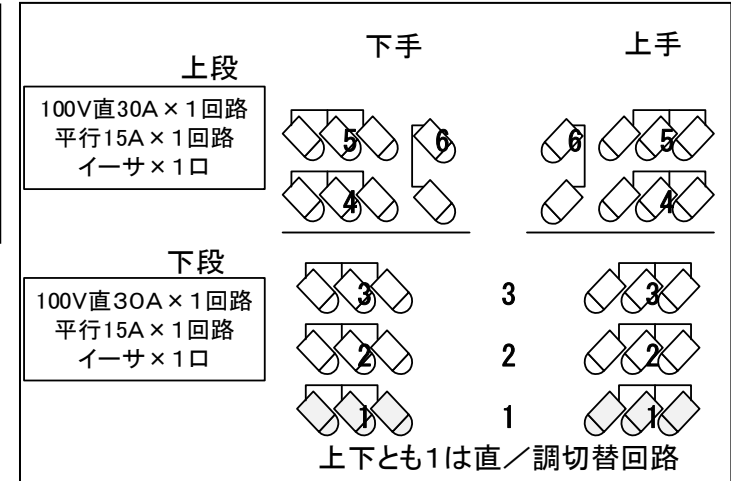 下手 上手
上段
100V直30A×1回路
平行15A×1回路
イーサ×1口
5 6 6 5
4 4
下段
100V直30A×1回路
平行15A×1回路
イーサ×1口
3 3 3
2 2 2
1 1 1
上下とも1は直／調切替回路